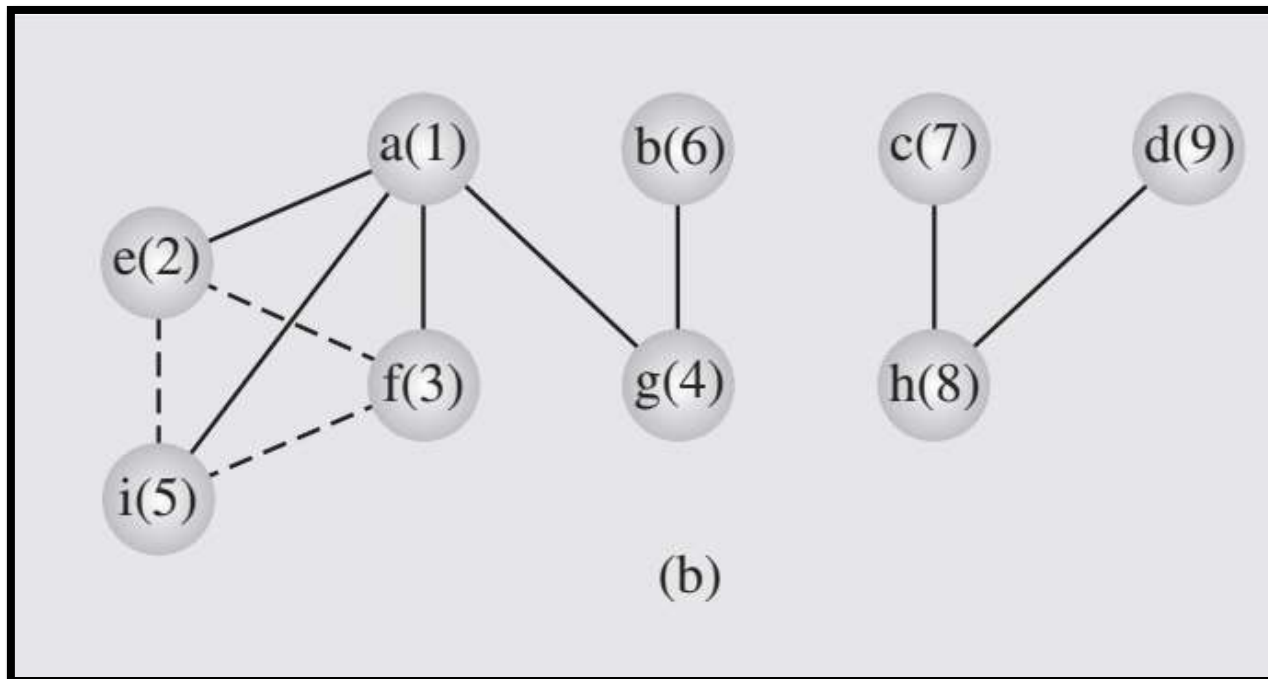 a(1) b(6) c(7) d(9)
e(2)
f(3) g(4) h(8)
i(5)
(b)